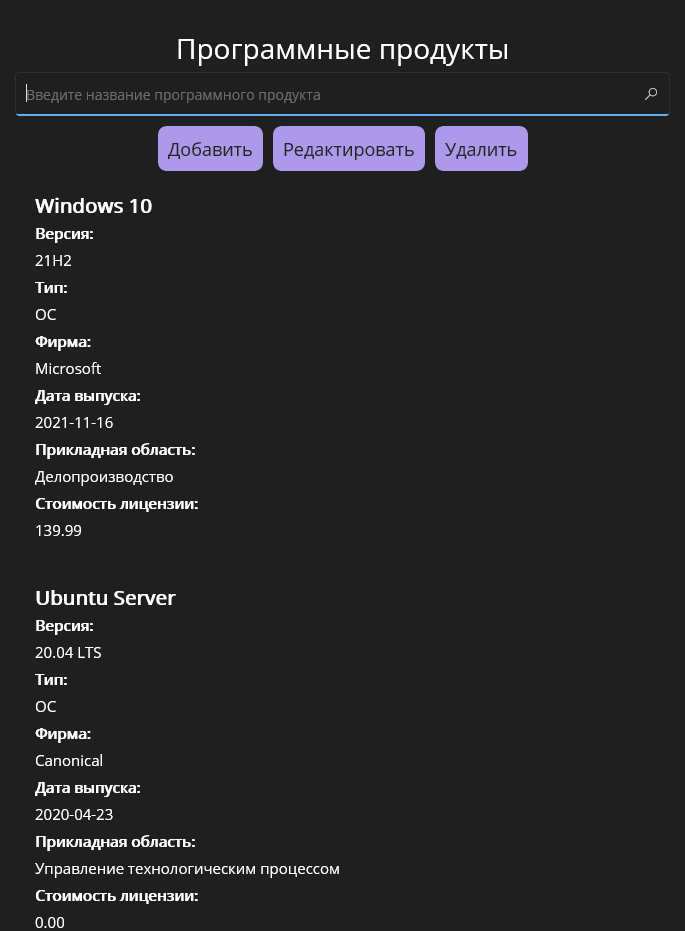 Программные продукты
Введите название программного продукта
Добавить Редактировать Удалить
Windows 10
Версия:
21H2
Тип:
ОС
Фирма:
Microsoft
Дата выпуска:
2021-11-16
Прикладная область:
Делопроизводство
Стоимость лицензии:
139.99
Ubuntu Server
Версия:
20.04 LTS
Тип:
ОС
Фирма:
Canonical
Дата выпуска:
2020-04-23
Прикладная область:
Управление технологическим процессом
Стоимость лицензии:
0.00